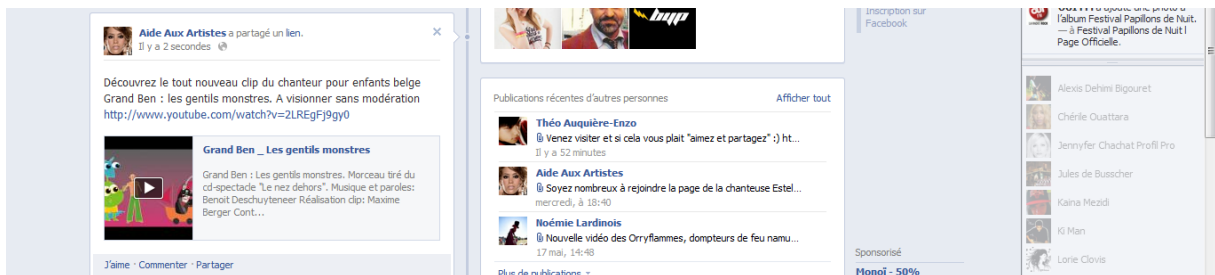 Aide Aux Artistes a partagé un lien.
Il y a 2 secondes
Découvrez le tout nouveau clip du chanteur pour enfants belge
Grand Ben : les gentils monstres. A visionner sans modération
http://www.youtube.com/watch?v=2LREgFj9gy0
Grand Ben _ Les gentils monstres
Grand Ben : Les gentils monstres. Morceau tiré du
cd-spectacle "Le nez dehors". Musique et paroles:
Benoit Deschuyteneer Réalisation clip: Maxime
Berger Cont...
J'aime · Commenter · Partager
byp
Publications récentes d'autres personnes
Afficher tout
Théo Auquière-Enzo
Venez visiter et si cela vous plait "aimez et partagez" :) ht...
Il y a 52 minutes
Aide Aux Artistes
Soyez nombreux à rejoindre la page de la chanteuse Estel...
mercredi, à 18:40
Noémie Lardinois
Nouvelle vidéo des Orryflammes, dompteurs de feu namu...
17 mai, 14:48
Plus de publications
Inscription sur
Facebook
Sponsorisé
Monoï - 50%
a ajouté une photo à
l'album Festival Papillons de Nuit.
— à Festival Papillons de Nuit l
Page Officielle.
Alexis Dehimi Bigouret
Chérile Ouattara
Jennyfer Chachat Profil Pro
Jules de Busscher
Kaina Mezidi
Ki Man
Lorie Clovis